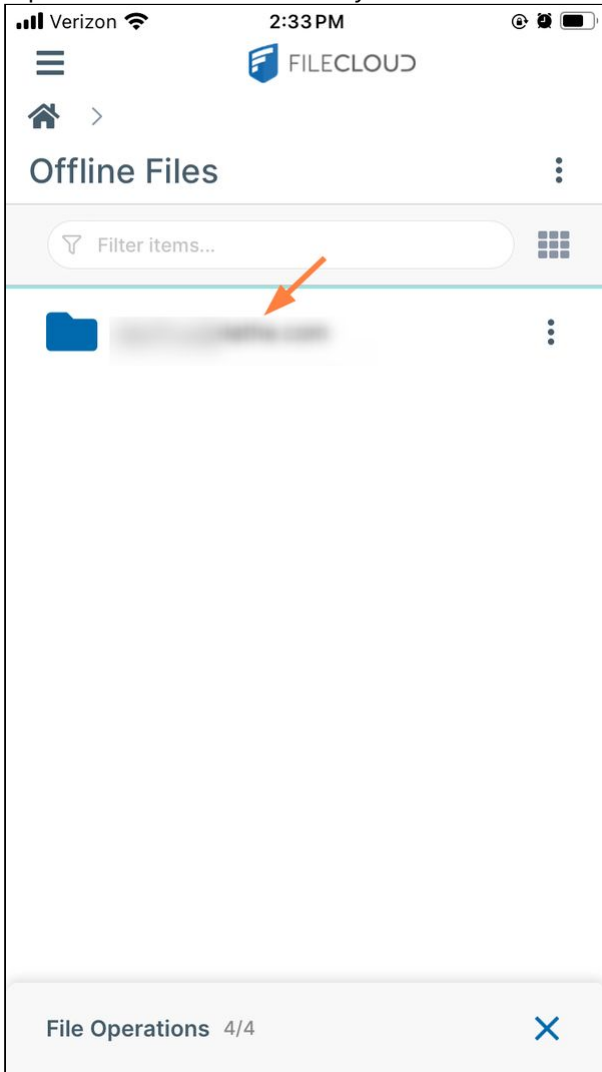 Verizon 2:33 PM
FILECLOUD
Offline Files
Filter items...
File Operations 4/4